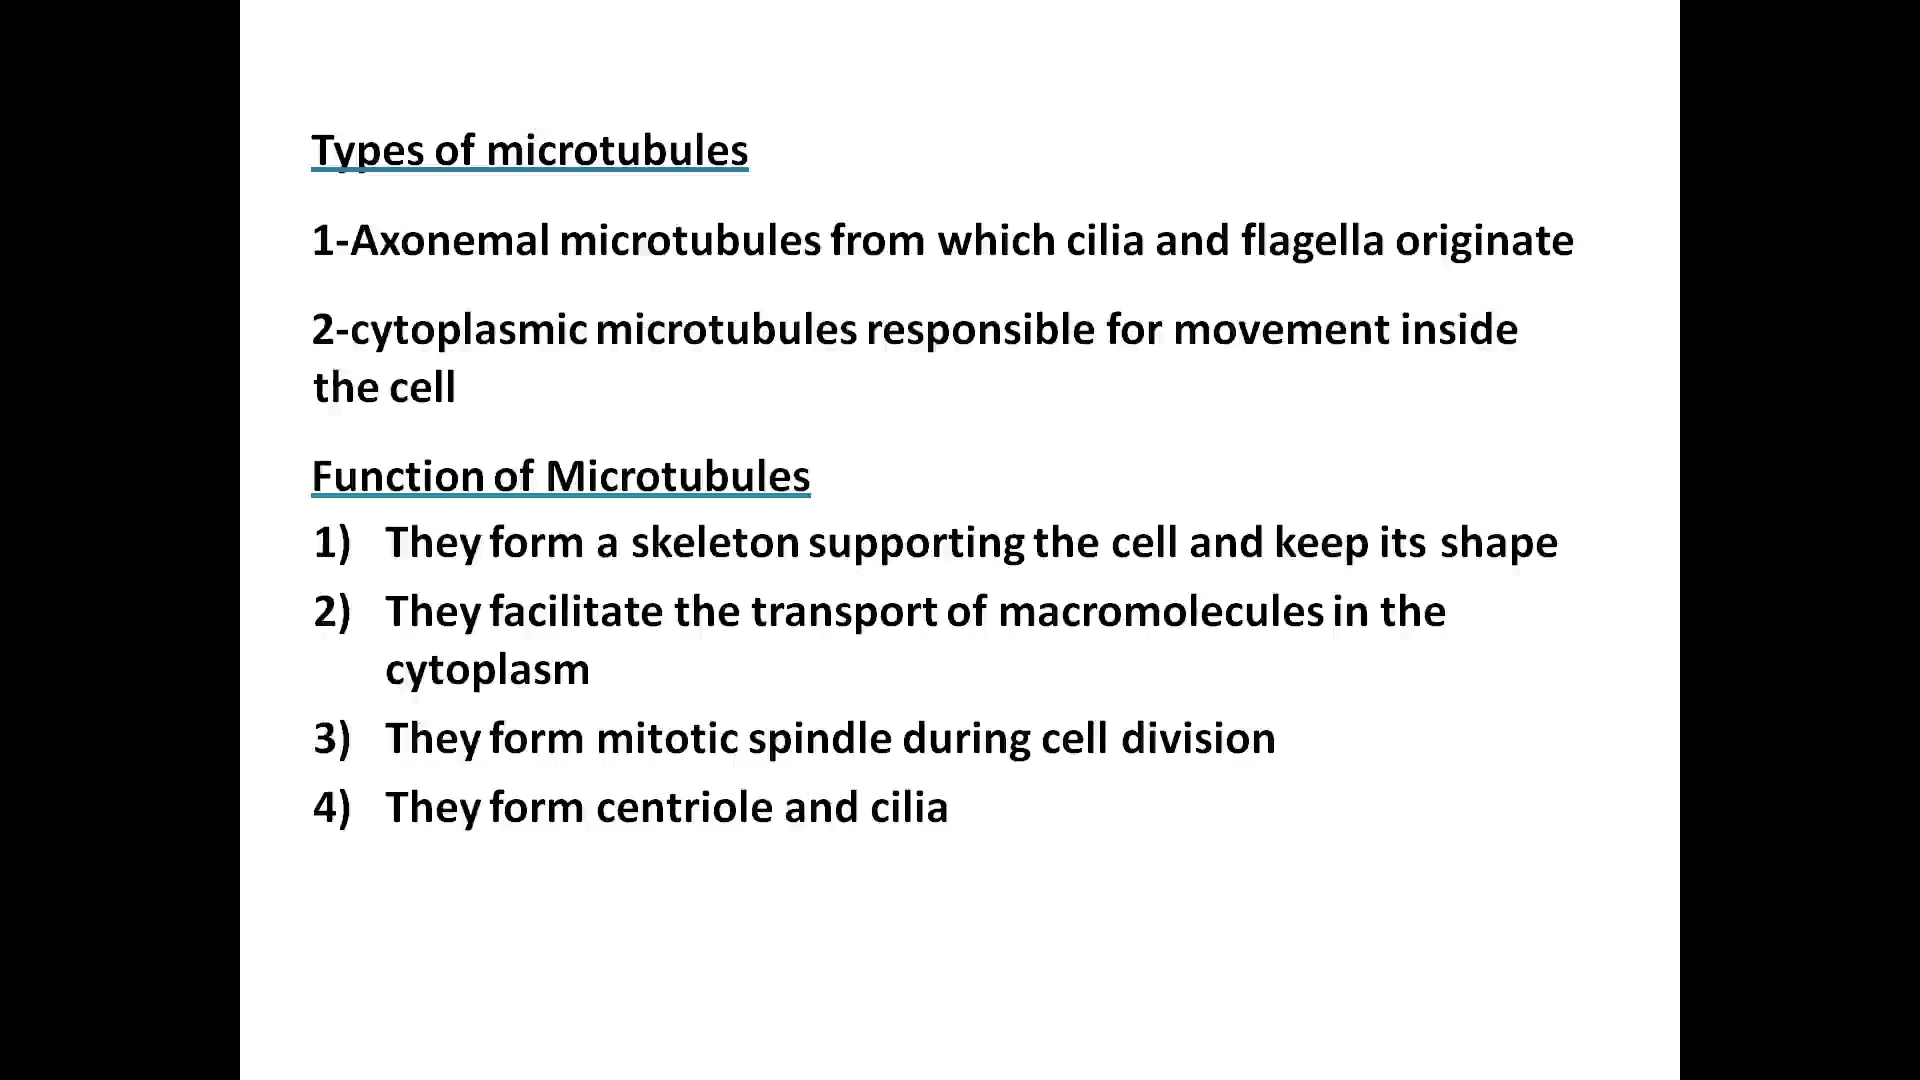 Types of microtubules
1-Axonemal microtubules from which cilia and flagella originate
2-cytoplasmic microtubules responsible for movement inside
the cell
Function of Microtubules
1) They form a skeleton supporting the cell and keep its shape
2) They facilitate the transport of macromolecules in the
cytoplasm
3) They form mitotic spindle during cell division
4) They form centriole and cilia